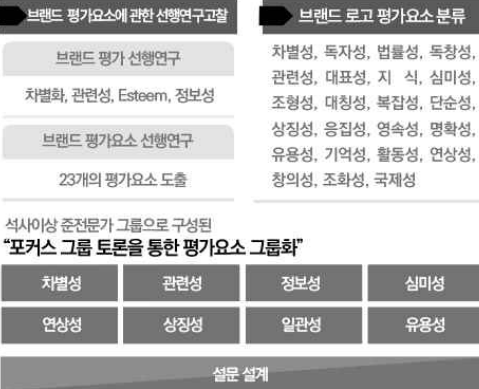 브랜드 평가요소에 관한 선행연구고찰
브랜드 평가 선행연구
차별화, 관련성, Esteem, 정보성
브랜드 평가요소 선행연구
23개의 평가요소 도출
브랜드 로고 평가요소 분류
차별성, 독자성, 법률성, 독창성,
관련성, 대표성, 지 식, 심미성,
조형성, 대칭성, 복잡성, 단순성,
상징성, 응집성, 영속성, 명확성,
유용성, 기억성, 활동성, 연상성,
창의성, 조화성, 국제성
석사이상 준전문가 그룹으로 구성된
“포커스 그룹 토론을 통한 평가요소 그룹화”
차별성 관련성 정보성 심미성
연상성 상징성 일관성 유용성
설문 설계